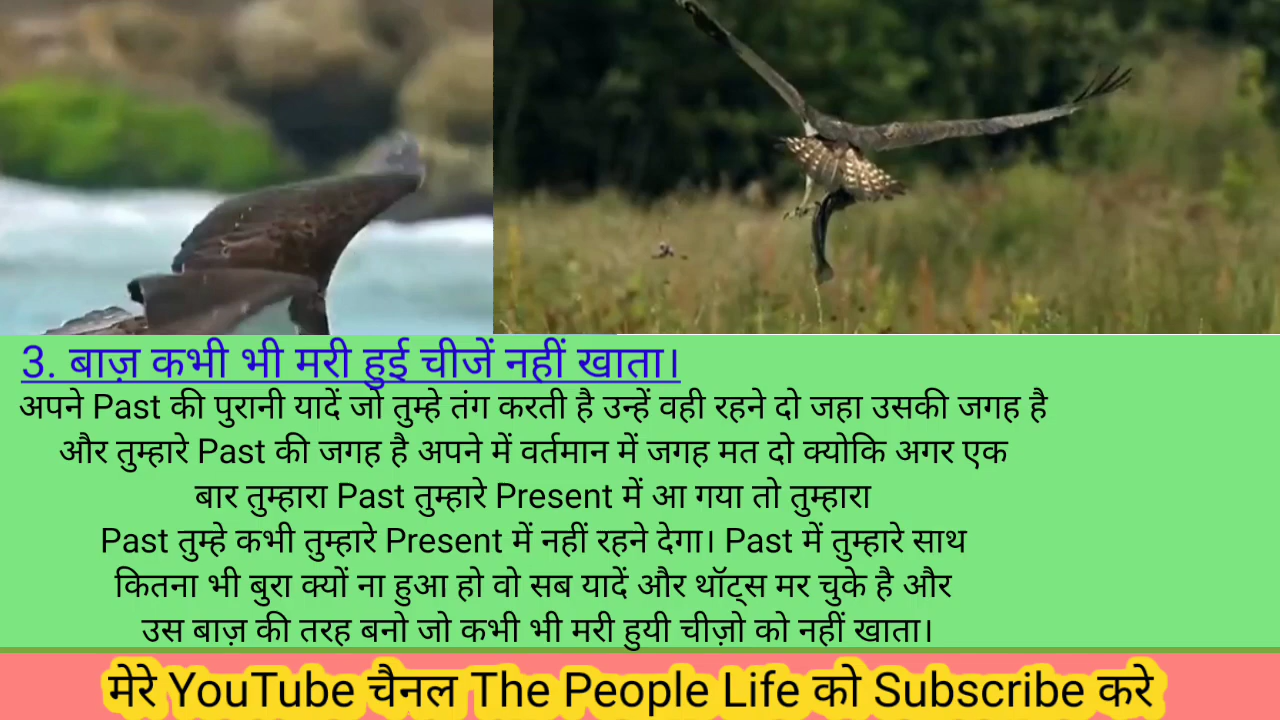 3. बाज़ कभी भी मरी हुई चीजें नहीं खाता।
अपने Past की पुरानी यादें जो तुम्हे तंग करती है उन्हें वही रहने दो जहा उसकी जगह है
और तुम्हारे Past की जगह है अपने में वर्तमान में जगह मत दो क्योकि अगर एक
बार तुम्हारा Past तुम्हारे Present में आ गया तो तुम्हारा
Past तुम्हे कभी तुम्हारे Present में नहीं रहने देगा। Past में तुम्हारे साथ
कितना भी बुरा क्यों ना हुआ हो वो सब यादें और थॉट्स मर चुके है और
उस बाज़ की तरह बनो जो कभी भी मरी हुयी चीज़ो को नहीं खाता।
मेरे YouTube चैनल The People Life को Subscribe करे